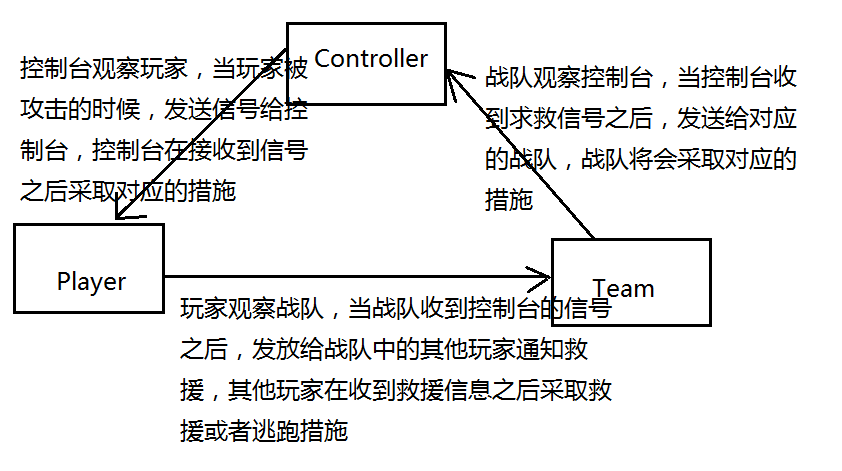 Controller
控制台观察玩家，当玩家被
攻击的时候，发送信号给控
制台，控制台在接收到信号
之后采取对应的措施
战队观察控制台，当控制台收
到求救信号之后，发送给对应
的战队，战队将会采取对应的
措施
Player
Team
玩家观察战队，当战队收到控制台的信号
之后，发放给战队中的其他玩家通知救
援，其他玩家在收到救援信息之后采取救
援或者逃跑措施